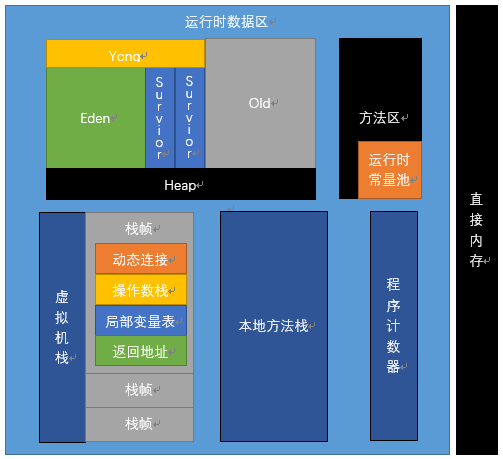 运行时数据区
Yong
Eden
Survior
Survior
Old
Heap
方法区
运行时
常量池
直接内存
虚拟机栈
栈帧
动态连接
操作数栈
局部变量表
返回地址
栈帧
栈帧
本地方法栈
程序计数器